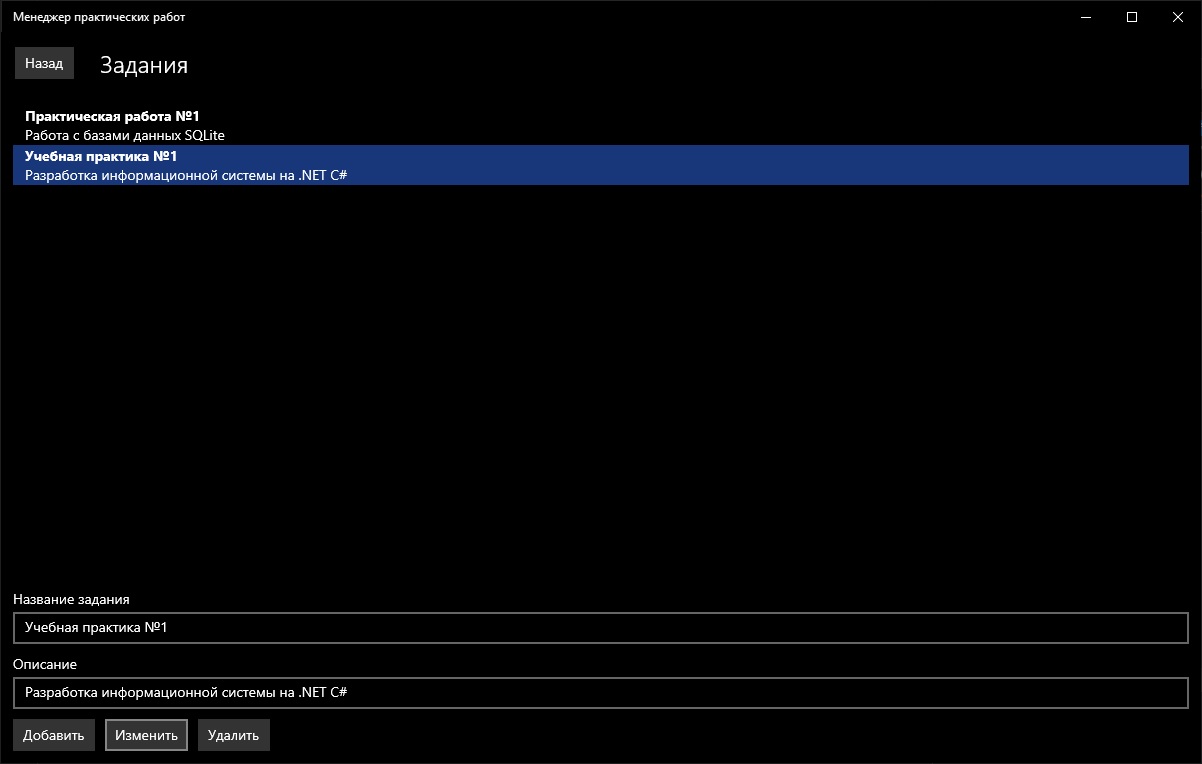 Менеджер практических работ
Назад
Задания
Практическая работа №1
Работа с базами данных SQLite
Учебная практика №1
Разработка информационной системы на .NET C#
Название задания
Учебная практика №1
Описание
Разработка информационной системы на .NET C#
Добавить Изменить Удалить